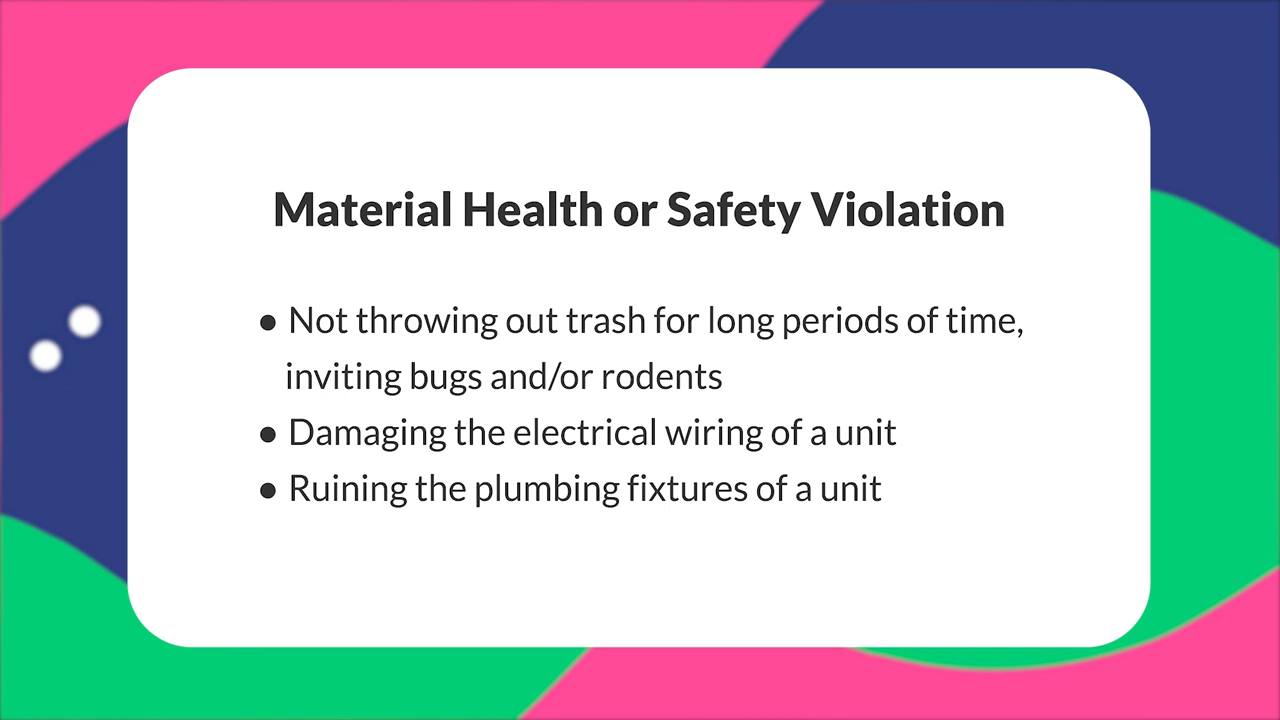 Material Health or Safety Violation
● Not throwing out trash for long periods of time,
inviting bugs and/or rodents
● Damaging the electrical wiring of a unit
● Ruining the plumbing fixtures of a unit